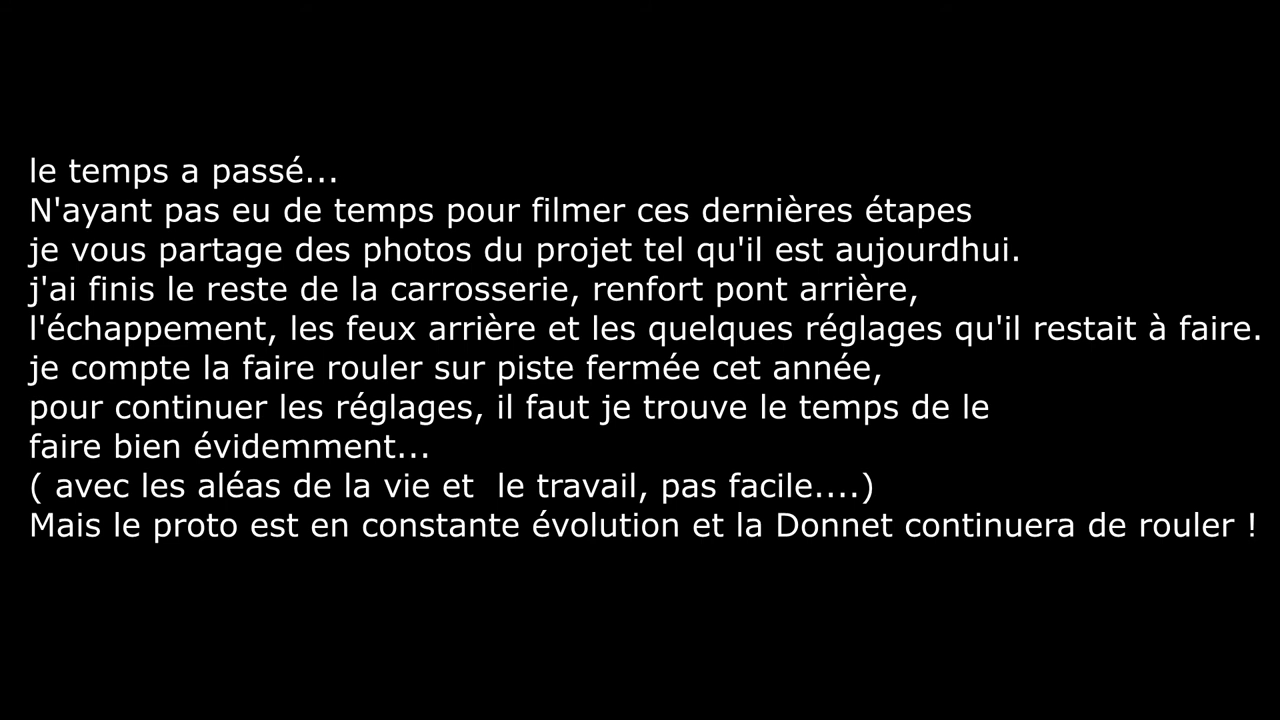 le temps a passé...
N'ayant pas eu de temps pour filmer ces dernières étapes
je vous partage des photos du projet tel qu'il est aujourdhui.
j'ai finis le reste de la carrosserie, renfort pont arrière,
l'échappement, les feux arrière et les quelques réglages qu'il restait à faire.
je compte la faire rouler sur piste fermée cet année,
pour continuer les réglages, il faut je trouve le temps de le
faire bien évidemment...
( avec les aléas de la vie et  le travail, pas facile....)
Mais le proto est en constante évolution et la Donnet continuera de rouler !